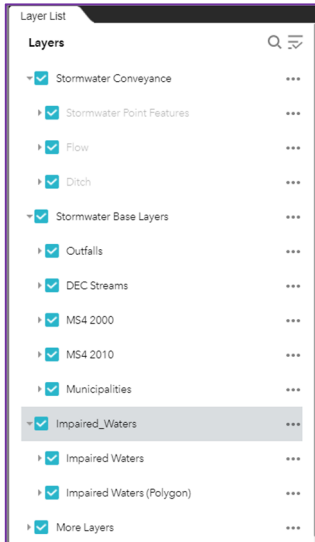 Layer List
Layers
Stormwater Conveyance
Stormwater Point Features
Flow
Ditch
Stormwater Base Layers
Outfalls
DEC Streams
MS4 2000
MS4 2010
Municipalities
Impaired_Waters
Impaired Waters
Impaired Waters (Polygon)
More Layers